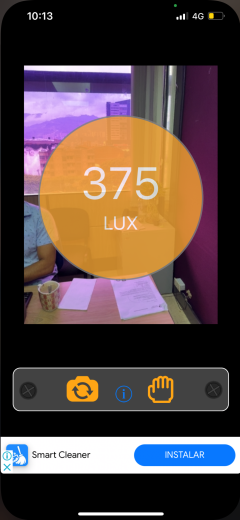 10:13
4G
375
LUX
Smart Cleaner
INSTALAR